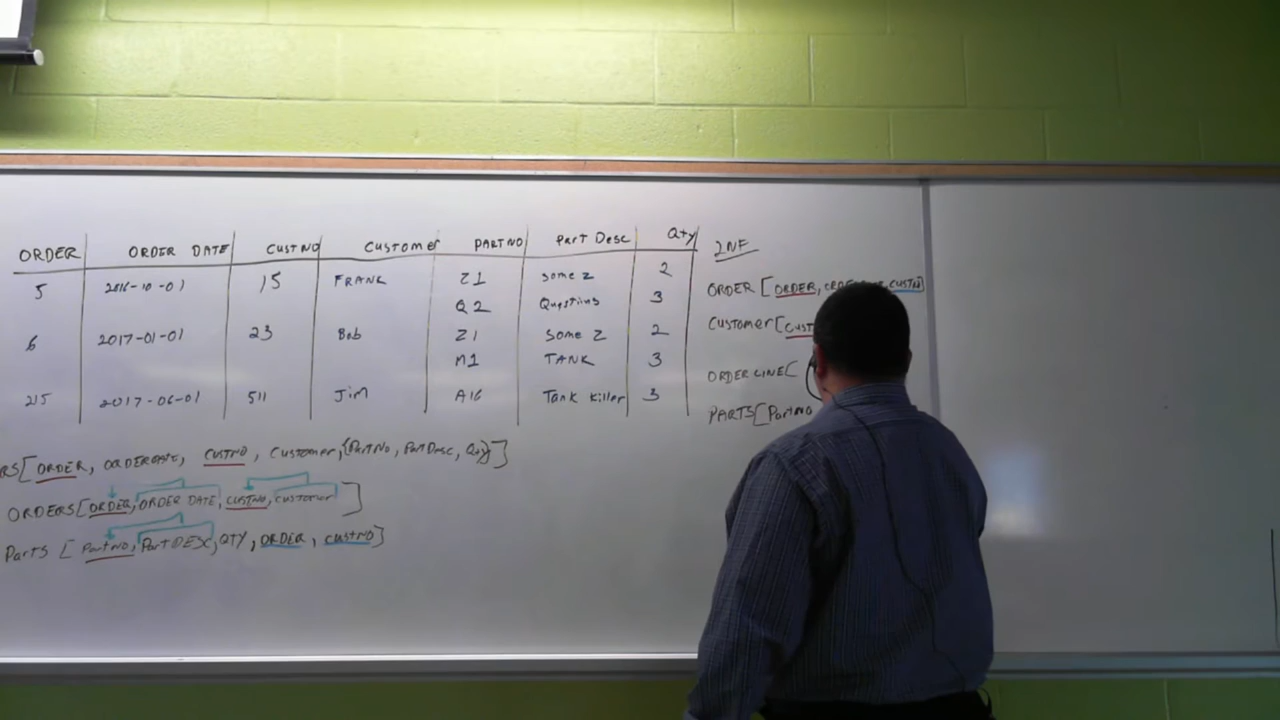 ORDER ORDER DATE CUSTNO Customer PARTNO Part Desc Qty
5 2016-10-01 15 FRANK Z1 some z 2
Q2 Questions 3
6 2017-01-01 23 Bob Z1 Some Z 2
M1 TANK 3
215 2017-06-01 511 Jim A16 Tank Killer 3
RS[ORDER, ORDERDATE, CUSTNO, Customer,{PartNo, PartDesc, Qty}]
ORDERS[ORDER, ORDER DATE, CUSTNO, Customer]
Parts [PartNO, PartDESC, QTY, ORDER, CUSTNO]
2NF
ORDER [ORDER, CUSTN]
Customer[CUST
ORDERLINE(
PARTS[PartNo